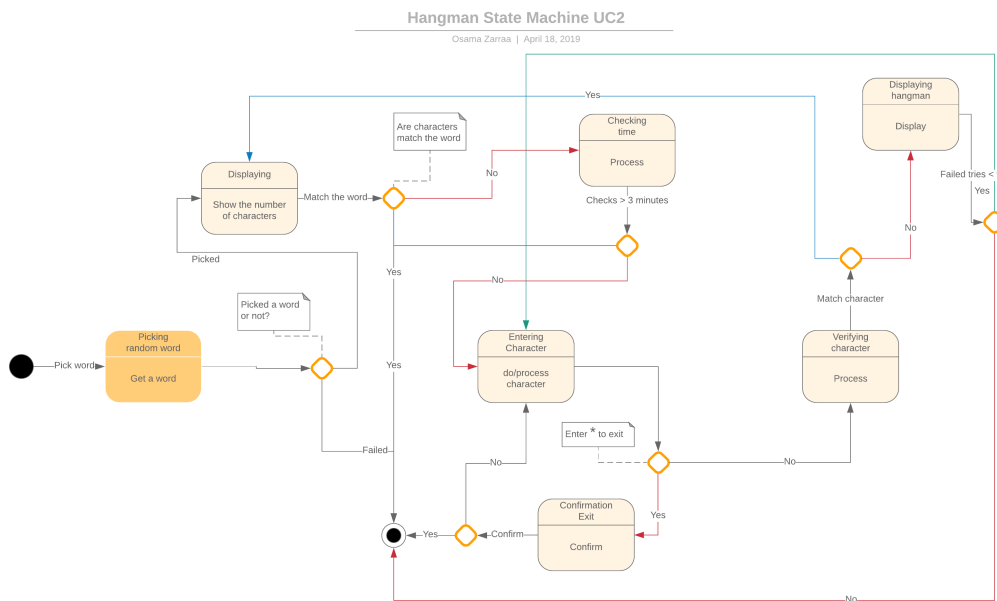 Hangman State Machine UC2
Osama Zarraa | April 18, 2019
Displaying
hangman
Display
Yes
Are characters
match the word
Checking
time
Process
No
Displaying
Show the number
of characters
Match the word
Checks > 3 minutes
Failed tries <
Yes
No
Picked
Yes
No
Match character
Picked a word
or not?
Picking
random word
Get a word
Pick word
Entering
Character
do/process
character
Verifying
character
Process
Yes
Failed
Enter * to exit
No
No
Confirmation
Exit
Confirm
Yes
Confirm
Yes
No